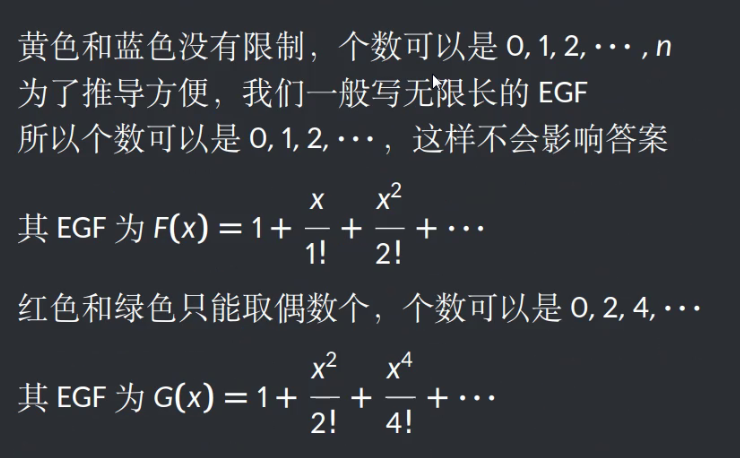 黄色和蓝色没有限制，个数可以是 0, 1, 2, ⋯ , n
为了推导方便，我们一般写无限长的 EGF
所以个数可以是 0, 1, 2, ⋯ ，这样不会影响答案
其 EGF 为 F(x) = 1 + x/1! + x²/2! + ⋯
红色和绿色只能取偶数个，个数可以是 0, 2, 4, ⋯
其 EGF 为 G(x) = 1 + x²/2! + x⁴/4! + ⋯